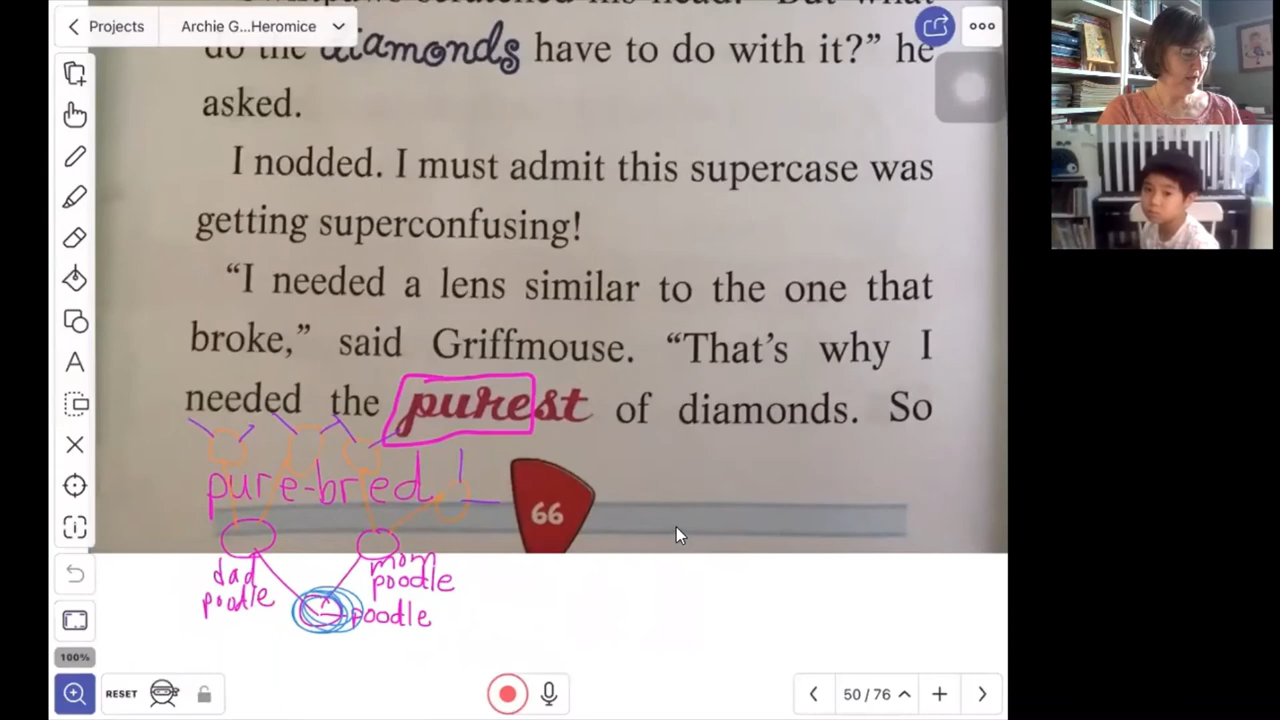 Projects
Archie G...Heromice
do the diamonds have to do with it?" he
asked.
I nodded. I must admit this supercase was
getting superconfusing!
"I needed a lens similar to the one that
broke," said Griffmouse. "That's why I
needed the purest of diamonds. So
pure-bred
66
dad
poodle
mom
poodle
poodle
A
100%
RESET
50 / 76